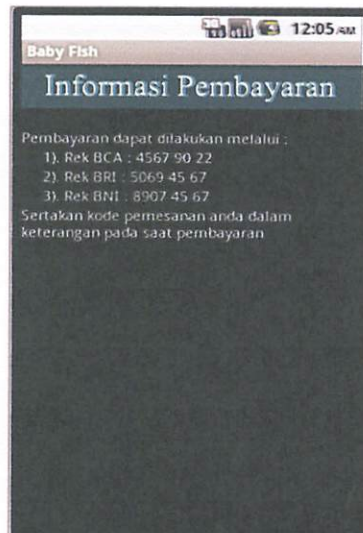 12:05 AM
Baby Fish
Informasi Pembayaran
Pembayaran dapat dilakukan melalui :
1). Rek BCA : 4567 90 22
2). Rek BRI : 5069 45 67
3). Rek BNI : 8907 45 67
Sertakan kode pemesanan anda dalam
keterangan pada saat pembayaran